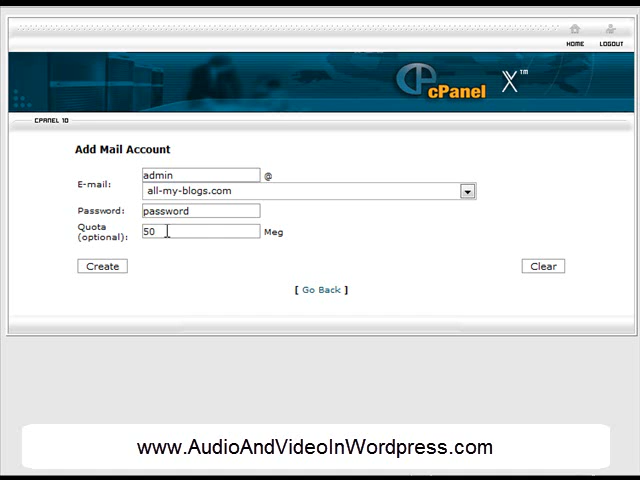 HOME LOGOUT
cPanel X™
CPANEL 10
Add Mail Account
E-mail: admin @
all-my-blogs.com
Password: password
Quota (optional): 50 Meg
Create Clear
[ Go Back ]
www.AudioAndVideoInWordpress.com